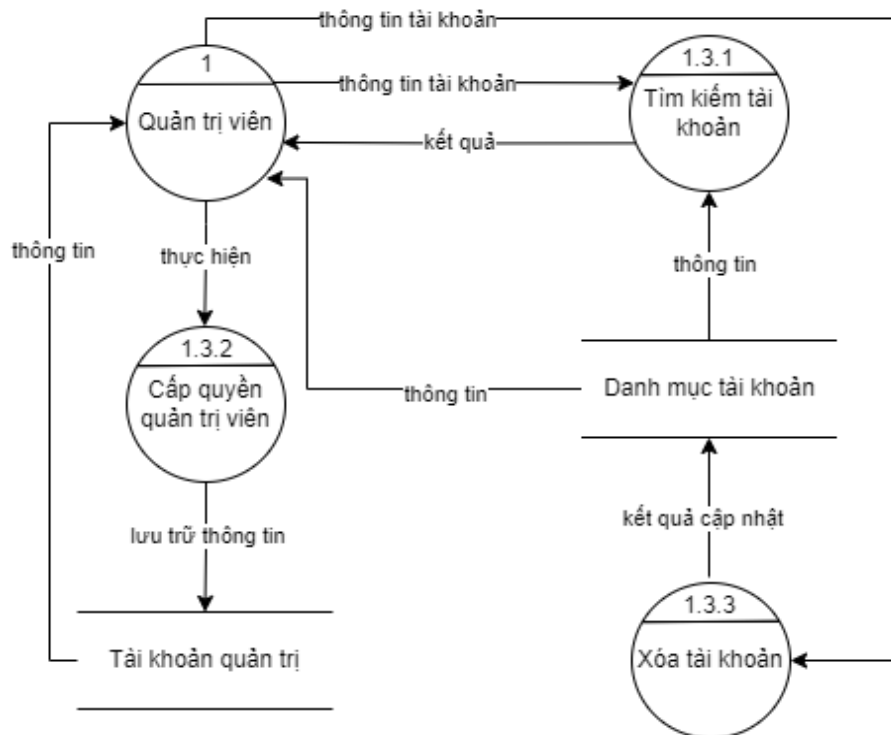 thông tin tài khoản
1
Quản trị viên
thông tin tài khoản
1.3.1
Tìm kiếm tài
khoản
kết quả
thông tin
thực hiện
thông tin
1.3.2
Cấp quyền
quản trị viên
thông tin
Danh mục tài khoản
lưu trữ thông tin
kết quả cập nhật
Tài khoản quản trị
1.3.3
Xóa tài khoản